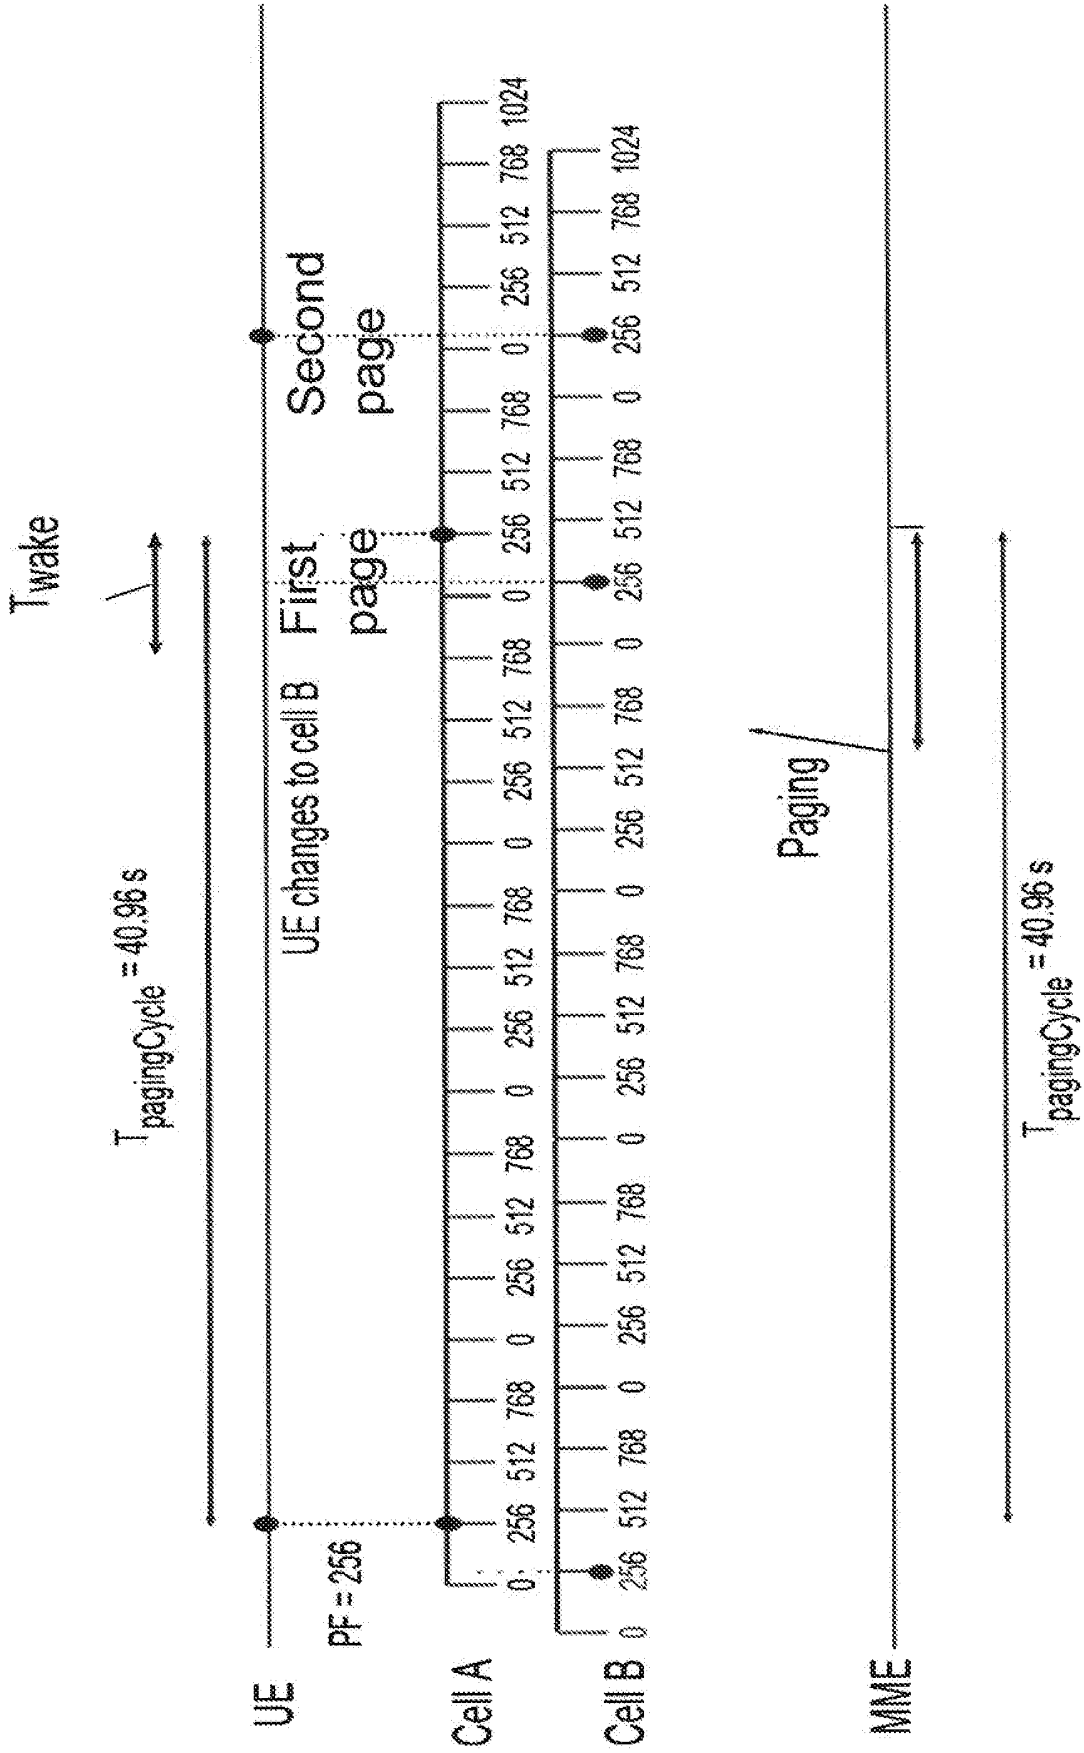 Twake
TpagingCycle = 40.96 s
UE
UE changes to cell B
First page
Second page
PF = 256
Cell A
0 256 512 768 0 256 512 768 0 256 512 768 0 256 512 768 0 256 512 768 0 256 512 768 1024
Cell B
0 256 512 768 0 256 512 768 0 256 512 768 0 256 512 768 0 256 512 768 0 256 512 768 1024
Paging
MME
TpagingCycle = 40.96 s